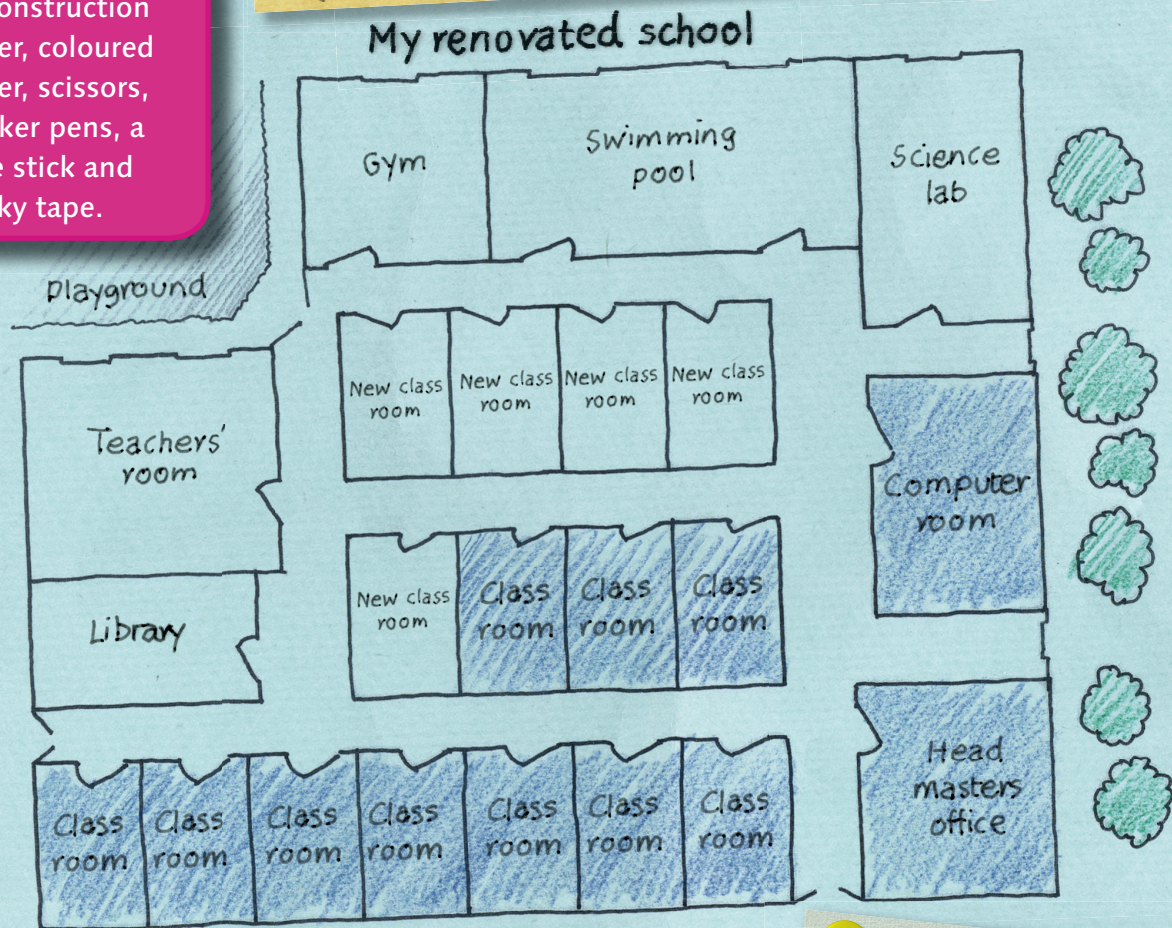 onstruction
er, coloured
er, scissors,
ker pens, a
e stick and
ky tape.
My renovated school
Gym
Swimming
pool
Science
lab
playground
New class
room
New class
room
New class
room
New class
room
Teachers'
room
Computer
room
New class
room
Class
room
Class
room
Class
room
Library
Head
masters
office
Class
room
Class
room
Class
room
Class
room
Class
room
Class
room
Class
room